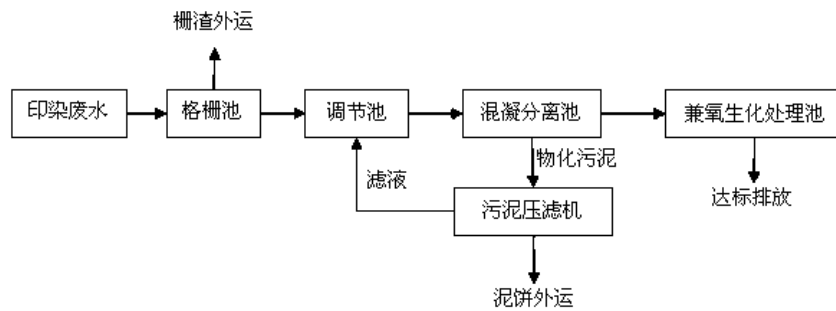 栅渣外运
印染废水
格栅池
调节池
混凝分离池
兼氧生化处理池
物化污泥
滤液
达标排放
污泥压滤机
泥饼外运